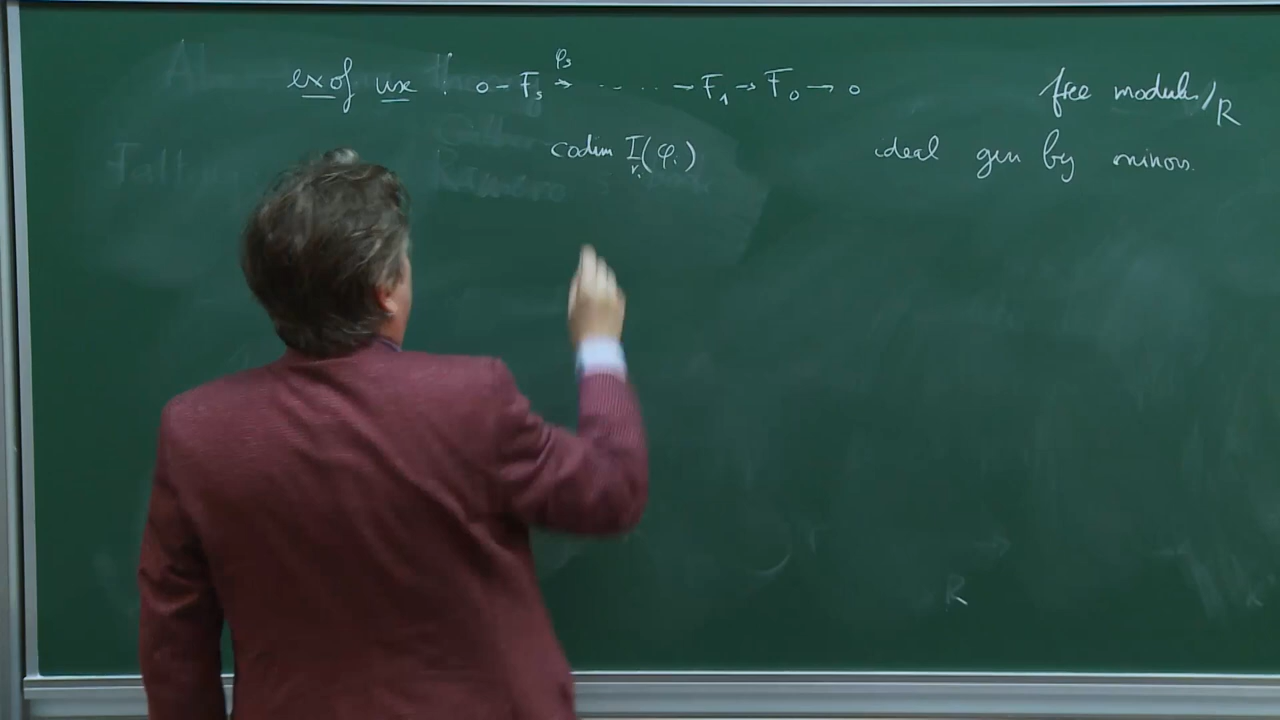 ex of use : 0 → F_s →^{φ_s} ..... → F_1 → F_0 → 0 free modules/R
codim I_{r_i}(φ_i) ideal gen by minors.
R